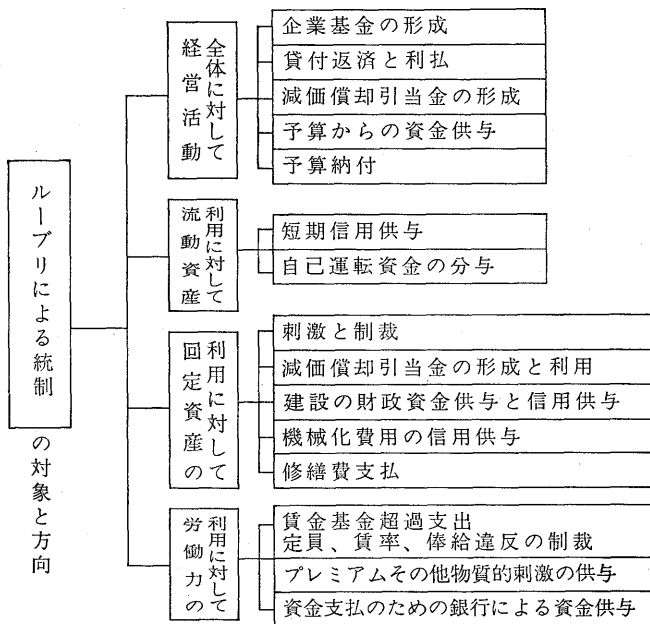 ルーブリによる統制
の対象と方向
経営活動
全体に対して
企業基金の形成
貸付返済と利払
減価償却引当金の形成
予算からの資金供与
予算納付
流動資産
利用に対して
短期信用供与
自己運転資金の分与
回定資産の
利用に対して
刺激と制裁
減価償却引当金の形成と利用
建設の財政資金供与と信用供与
機械化費用の信用供与
修繕費支払
労働力の
利用に対して
賃金基金超過支出
定員、賃率、俸給違反の制裁
プレミアムその他物質的刺激の供与
資金支払のための銀行による資金供与